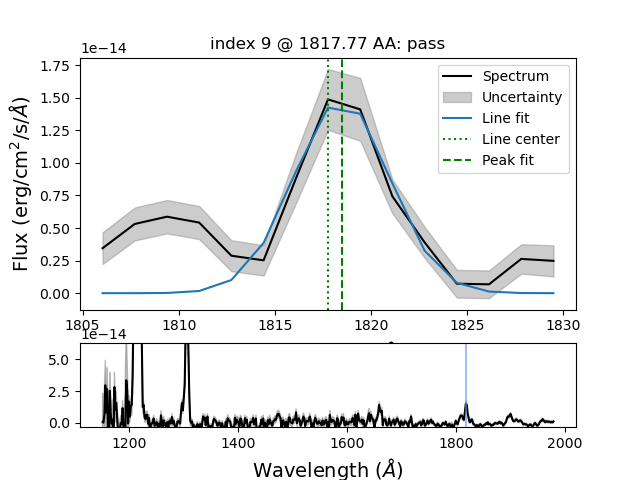 index 9 @ 1817.77 AA: pass
1e−14
1.75
1.50
1.25
1.00
0.75
0.50
0.25
0.00
Flux (erg/cm²/s/Å)
Spectrum
Uncertainty
Line fit
Line center
Peak fit
1805 1810 1815 1820 1825 1830
1e−14
5.0
2.5
0.0
1200 1400 1600 1800 2000
Wavelength (Å)